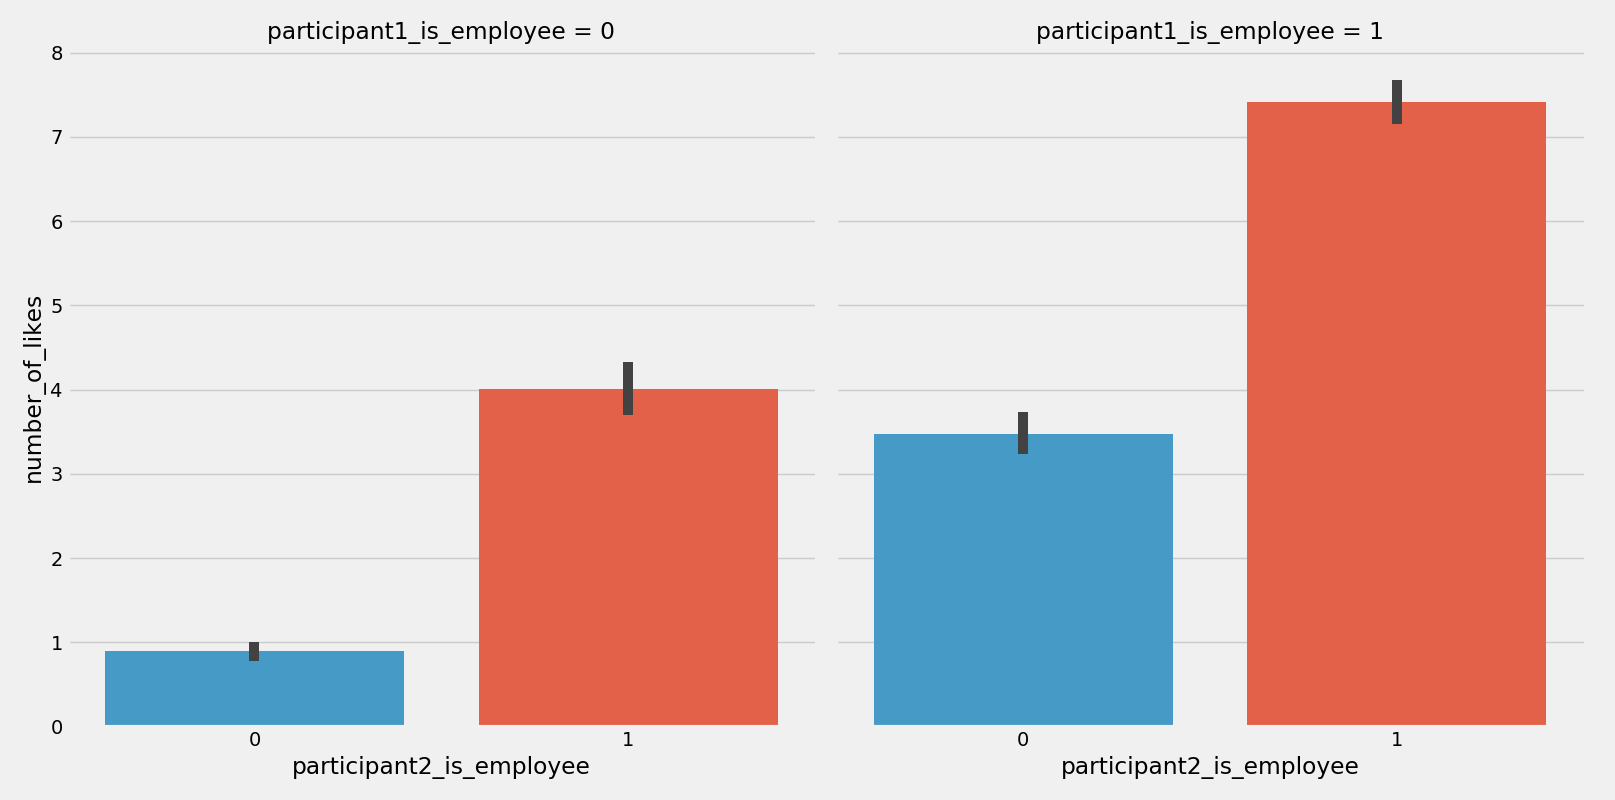 participant1_is_employee = 0
participant1_is_employee = 1
8
7
6
5
4
3
2
1
0
number_of_likes
0
1
0
1
participant2_is_employee
participant2_is_employee